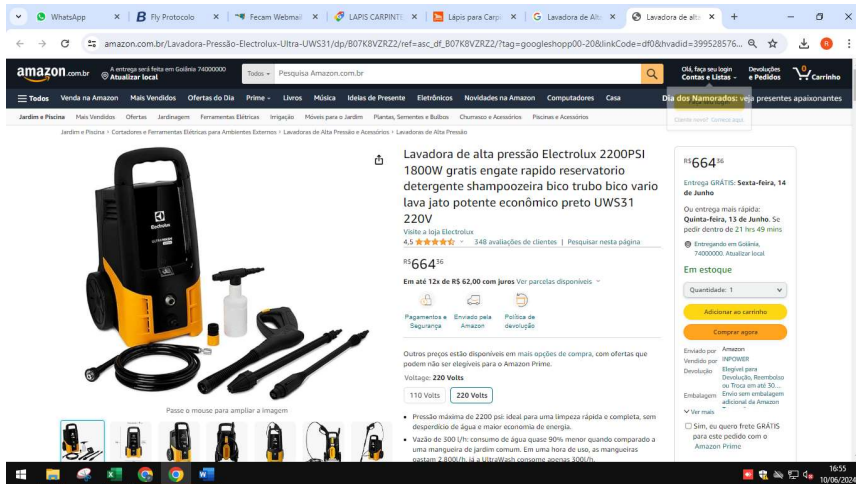 WhatsApp
Fly Protocolo
Fecam Webmail
LAPIS CARPINTE
Lápis para Carpi
Lavadora de Alta
Lavadora de alta
amazon.com.br/Lavadora-Pressão-Electrolux-Ultra-UWS31/dp/B07K8VZRZ2/ref=asc_df_B07K8VZRZ2/?tag=googleshopp00-20&linkCode=df0&hvadid=399528576...
amazon.com.br
A entrega será feita em Goiânia 74000000
Atualizar local
Todos
Pesquisa Amazon.com.br
Olá, faça seu login
Contas e Listas
Devoluções
e Pedidos
0
Carrinho
Todos Venda na Amazon Mais Vendidos Ofertas do Dia Prime Livros Música Ideias de Presente Eletrônicos Novidades na Amazon Computadores Casa
Dia dos Namorados: veja presentes apaixonantes
Jardim e Piscina Mais Vendidos Ofertas Jardinagem Ferramentas Elétricas Irrigação Móveis para o Jardim Plantas, Sementes e Bulbos Churrasco e Acessórios Piscinas e Acessórios
Cliente novo? Comece aqui
Jardim e Piscina › Cortadores e Ferramentas Elétricas para Ambientes Externos › Lavadoras de Alta Pressão e Acessórios › Lavadoras de Alta Pressão
Electrolux
Passe o mouse para ampliar a imagem
Lavadora de alta pressão Electrolux 2200PSI
1800W gratis engate rapido reservatorio
detergente shampoozeira bico trubo bico vario
lava jato potente econômico preto UWS31
220V
Visite a loja Electrolux
4,5
348 avaliações de clientes | Pesquisar nesta página
R$664 36
Em até 12x de R$ 62,00 com juros Ver parcelas disponíveis
Pagamentos e
Segurança
Enviado pela
Amazon
Política de
devolução
Outros preços estão disponíveis em mais opções de compra, com ofertas que
podem não ser elegíveis para o Amazon Prime.
Voltage: 220 Volts
110 Volts
220 Volts
• Pressão máxima de 2200 psi: ideal para uma limpeza rápida e completa, sem
desperdício de água e maior economia de energia.
• Vazão de 300 l/h: consumo de água quase 90% menor quando comparado a
uma mangueira de jardim comum. Em uma hora de uso, as mangueiras
gastam 2.800l/h, já a UltraWash consome apenas 300l/h.
R$664 36
Entrega GRÁTIS: Sexta-feira, 14
de Junho
Ou entrega mais rápida:
Quinta-feira, 13 de Junho. Se
pedir dentro de 21 hrs 49 mins
Entregando em Goiânia,
74000000. Atualizar local
Em estoque
Quantidade: 1
Adicionar ao carrinho
Comprar agora
Enviado por Amazon
Vendido por INPOWER
Devolução Elegível para
Devolução, Reembolso
ou Troca em até 30...
Embalagem Envio sem embalagem
adicional da Amazon
Ver mais
Sim, eu quero frete GRÁTIS
para este pedido com o
Amazon Prime
16:55
10/06/2024